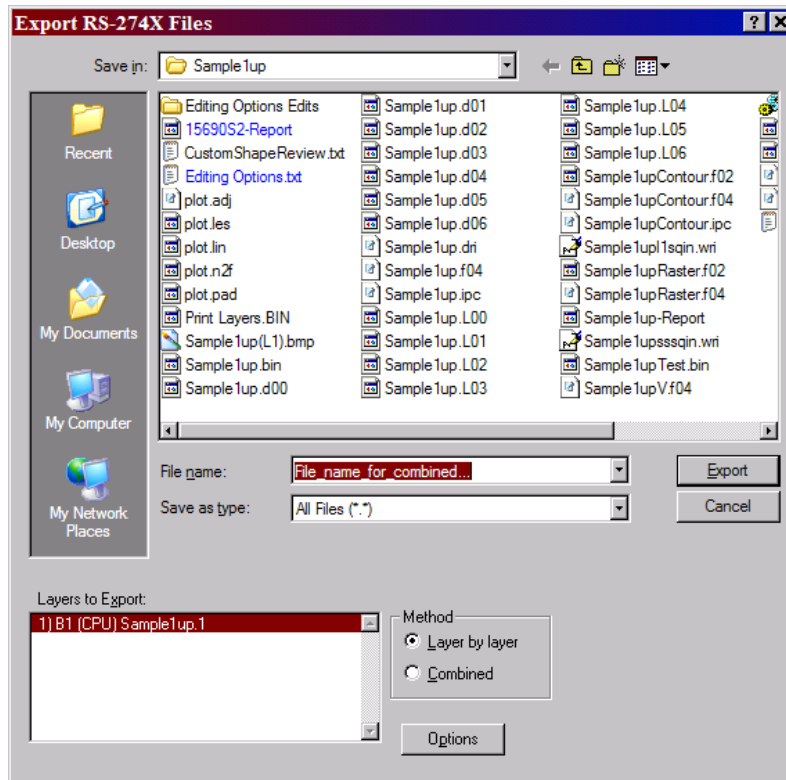 Export RS-274X Files
Save in: Sample1up
Recent
Desktop
My Documents
My Computer
My Network
Places
Editing Options Edits
15690S2-Report
CustomShapeReview.txt
Editing Options.txt
plot.adj
plot.les
plot.lin
plot.n2f
plot.pad
Print Layers.BIN
Sample1up(L1).bmp
Sample1up.bin
Sample1up.d00
Sample1up.d01
Sample1up.d02
Sample1up.d03
Sample1up.d04
Sample1up.d05
Sample1up.d06
Sample1up.dri
Sample1up.f04
Sample1up.ipc
Sample1up.L00
Sample1up.L01
Sample1up.L02
Sample1up.L03
Sample1up.L04
Sample1up.L05
Sample1up.L06
Sample1upContour.f02
Sample1upContour.f04
Sample1upContour.ipc
Sample1upl1sqin.wri
Sample1upRaster.f02
Sample1upRaster.f04
Sample1up-Report
Sample1upsssqin.wri
Sample1upTest.bin
Sample1upV.f04
File name: File_name_for_combined... Export
Save as type: All Files (*.*) Cancel
Layers to Export:
1) B1 (CPU) Sample1up.1
Method
Layer by layer
Combined
Options